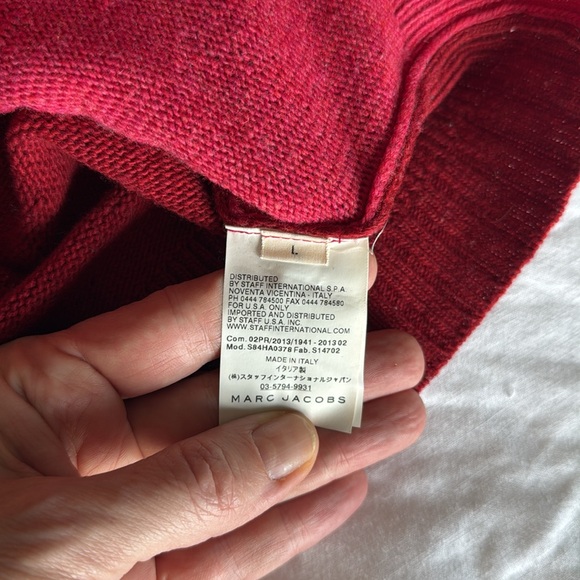 L
DISTRIBUTED
BY STAFF INTERNATIONAL S.P.A
NOVENTA VICENTINA - ITALY
PH 0444 784500 FAX 0444 784580
FOR U.S.A. ONLY
IMPORTED AND DISTRIBUTED
BY STAFF U.S.A. INC.
WWW.STAFFINTERNATIONAL.COM
Com. 02PR/2013/1941 - 2013 02
Mod. S84HA0378 Fab. S14702
MADE IN ITALY
イタリア製
(株)スタッフインターナショナルジャパン
03-5794-9931
MARC JACOBS